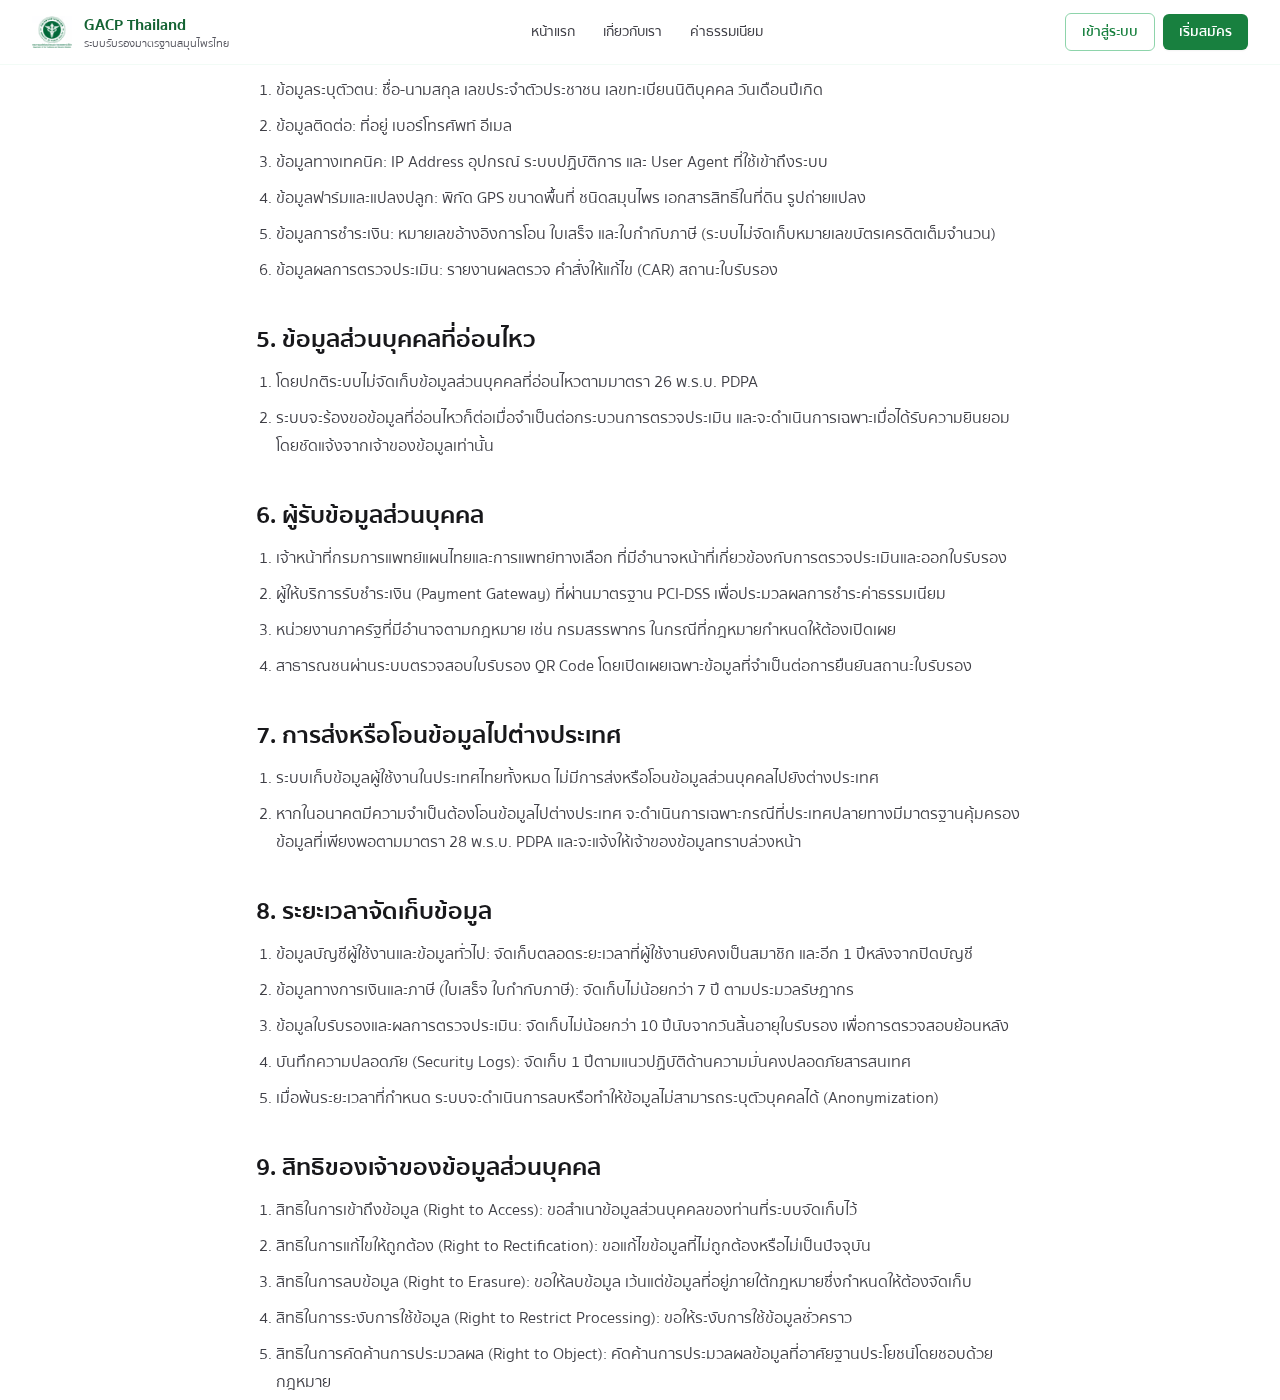 GACP Thailand
ระบบรับรองมาตรฐานสมุนไพรไทย
หน้าแรก
เกี่ยวกับเรา
ค่าธรรมเนียม
เข้าสู่ระบบ
เริ่มสมัคร
1. ข้อมูลระบุตัวตน: ชื่อ-นามสกุล เลขประจำตัวประชาชน เลขทะเบียนนิติบุคคล วันเดือนปีเกิด
2. ข้อมูลติดต่อ: ที่อยู่ เบอร์โทรศัพท์ อีเมล
3. ข้อมูลทางเทคนิค: IP Address อุปกรณ์ ระบบปฏิบัติการ และ User Agent ที่ใช้เข้าถึงระบบ
4. ข้อมูลฟาร์มและแปลงปลูก: พิกัด GPS ขนาดพื้นที่ ชนิดสมุนไพร เอกสารสิทธิ์ในที่ดิน รูปถ่ายแปลง
5. ข้อมูลการชำระเงิน: หมายเลขอ้างอิงการโอน ใบเสร็จ และใบกำกับภาษี (ระบบไม่จัดเก็บหมายเลขบัตรเครดิตเต็มจำนวน)
6. ข้อมูลผลการตรวจประเมิน: รายงานผลตรวจ คำสั่งให้แก้ไข (CAR) สถานะใบรับรอง
5. ข้อมูลส่วนบุคคลที่อ่อนไหว
1. โดยปกติระบบไม่จัดเก็บข้อมูลส่วนบุคคลที่อ่อนไหวตามมาตรา 26 พ.ร.บ. PDPA
2. ระบบจะร้องขอข้อมูลที่อ่อนไหวก็ต่อเมื่อจำเป็นต่อกระบวนการตรวจประเมิน และจะดำเนินการเฉพาะเมื่อได้รับความยินยอม
โดยชัดแจ้งจากเจ้าของข้อมูลเท่านั้น
6. ผู้รับข้อมูลส่วนบุคคล
1. เจ้าหน้าที่กรมการแพทย์แผนไทยและการแพทย์ทางเลือก ที่มีอำนาจหน้าที่เกี่ยวข้องกับการตรวจประเมินและออกใบรับรอง
2. ผู้ให้บริการรับชำระเงิน (Payment Gateway) ที่ผ่านมาตรฐาน PCI-DSS เพื่อประมวลผลการชำระค่าธรรมเนียม
3. หน่วยงานภาครัฐที่มีอำนาจตามกฎหมาย เช่น กรมสรรพากร ในกรณีที่กฎหมายกำหนดให้ต้องเปิดเผย
4. สาธารณชนผ่านระบบตรวจสอบใบรับรอง QR Code โดยเปิดเผยเฉพาะข้อมูลที่จำเป็นต่อการยืนยันสถานะใบรับรอง
7. การส่งหรือโอนข้อมูลไปต่างประเทศ
1. ระบบเก็บข้อมูลผู้ใช้งานในประเทศไทยทั้งหมด ไม่มีการส่งหรือโอนข้อมูลส่วนบุคคลไปยังต่างประเทศ
2. หากในอนาคตมีความจำเป็นต้องโอนข้อมูลไปต่างประเทศ จะดำเนินการเฉพาะกรณีที่ประเทศปลายทางมีมาตรฐานคุ้มครอง
ข้อมูลที่เพียงพอตามมาตรา 28 พ.ร.บ. PDPA และจะแจ้งให้เจ้าของข้อมูลทราบล่วงหน้า
8. ระยะเวลาจัดเก็บข้อมูล
1. ข้อมูลบัญชีผู้ใช้งานและข้อมูลทั่วไป: จัดเก็บตลอดระยะเวลาที่ผู้ใช้งานยังคงเป็นสมาชิก และอีก 1 ปีหลังจากปิดบัญชี
2. ข้อมูลทางการเงินและภาษี (ใบเสร็จ ใบกำกับภาษี): จัดเก็บไม่น้อยกว่า 7 ปี ตามประมวลรัษฎากร
3. ข้อมูลใบรับรองและผลการตรวจประเมิน: จัดเก็บไม่น้อยกว่า 10 ปีนับจากวันสิ้นอายุใบรับรอง เพื่อการตรวจสอบย้อนหลัง
4. บันทึกความปลอดภัย (Security Logs): จัดเก็บ 1 ปีตามแนวปฏิบัติด้านความมั่นคงปลอดภัยสารสนเทศ
5. เมื่อพ้นระยะเวลาที่กำหนด ระบบจะดำเนินการลบหรือทำให้ข้อมูลไม่สามารถระบุตัวบุคคลได้ (Anonymization)
9. สิทธิของเจ้าของข้อมูลส่วนบุคคล
1. สิทธิในการเข้าถึงข้อมูล (Right to Access): ขอสำเนาข้อมูลส่วนบุคคลของท่านที่ระบบจัดเก็บไว้
2. สิทธิในการแก้ไขให้ถูกต้อง (Right to Rectification): ขอแก้ไขข้อมูลที่ไม่ถูกต้องหรือไม่เป็นปัจจุบัน
3. สิทธิในการลบข้อมูล (Right to Erasure): ขอให้ลบข้อมูล เว้นแต่ข้อมูลที่อยู่ภายใต้กฎหมายซึ่งกำหนดให้ต้องจัดเก็บ
4. สิทธิในการระงับการใช้ข้อมูล (Right to Restrict Processing): ขอให้ระงับการใช้ข้อมูลชั่วคราว
5. สิทธิในการคัดค้านการประมวลผล (Right to Object): คัดค้านการประมวลผลข้อมูลที่อาศัยฐานประโยชน์โดยชอบด้วย
กฎหมาย